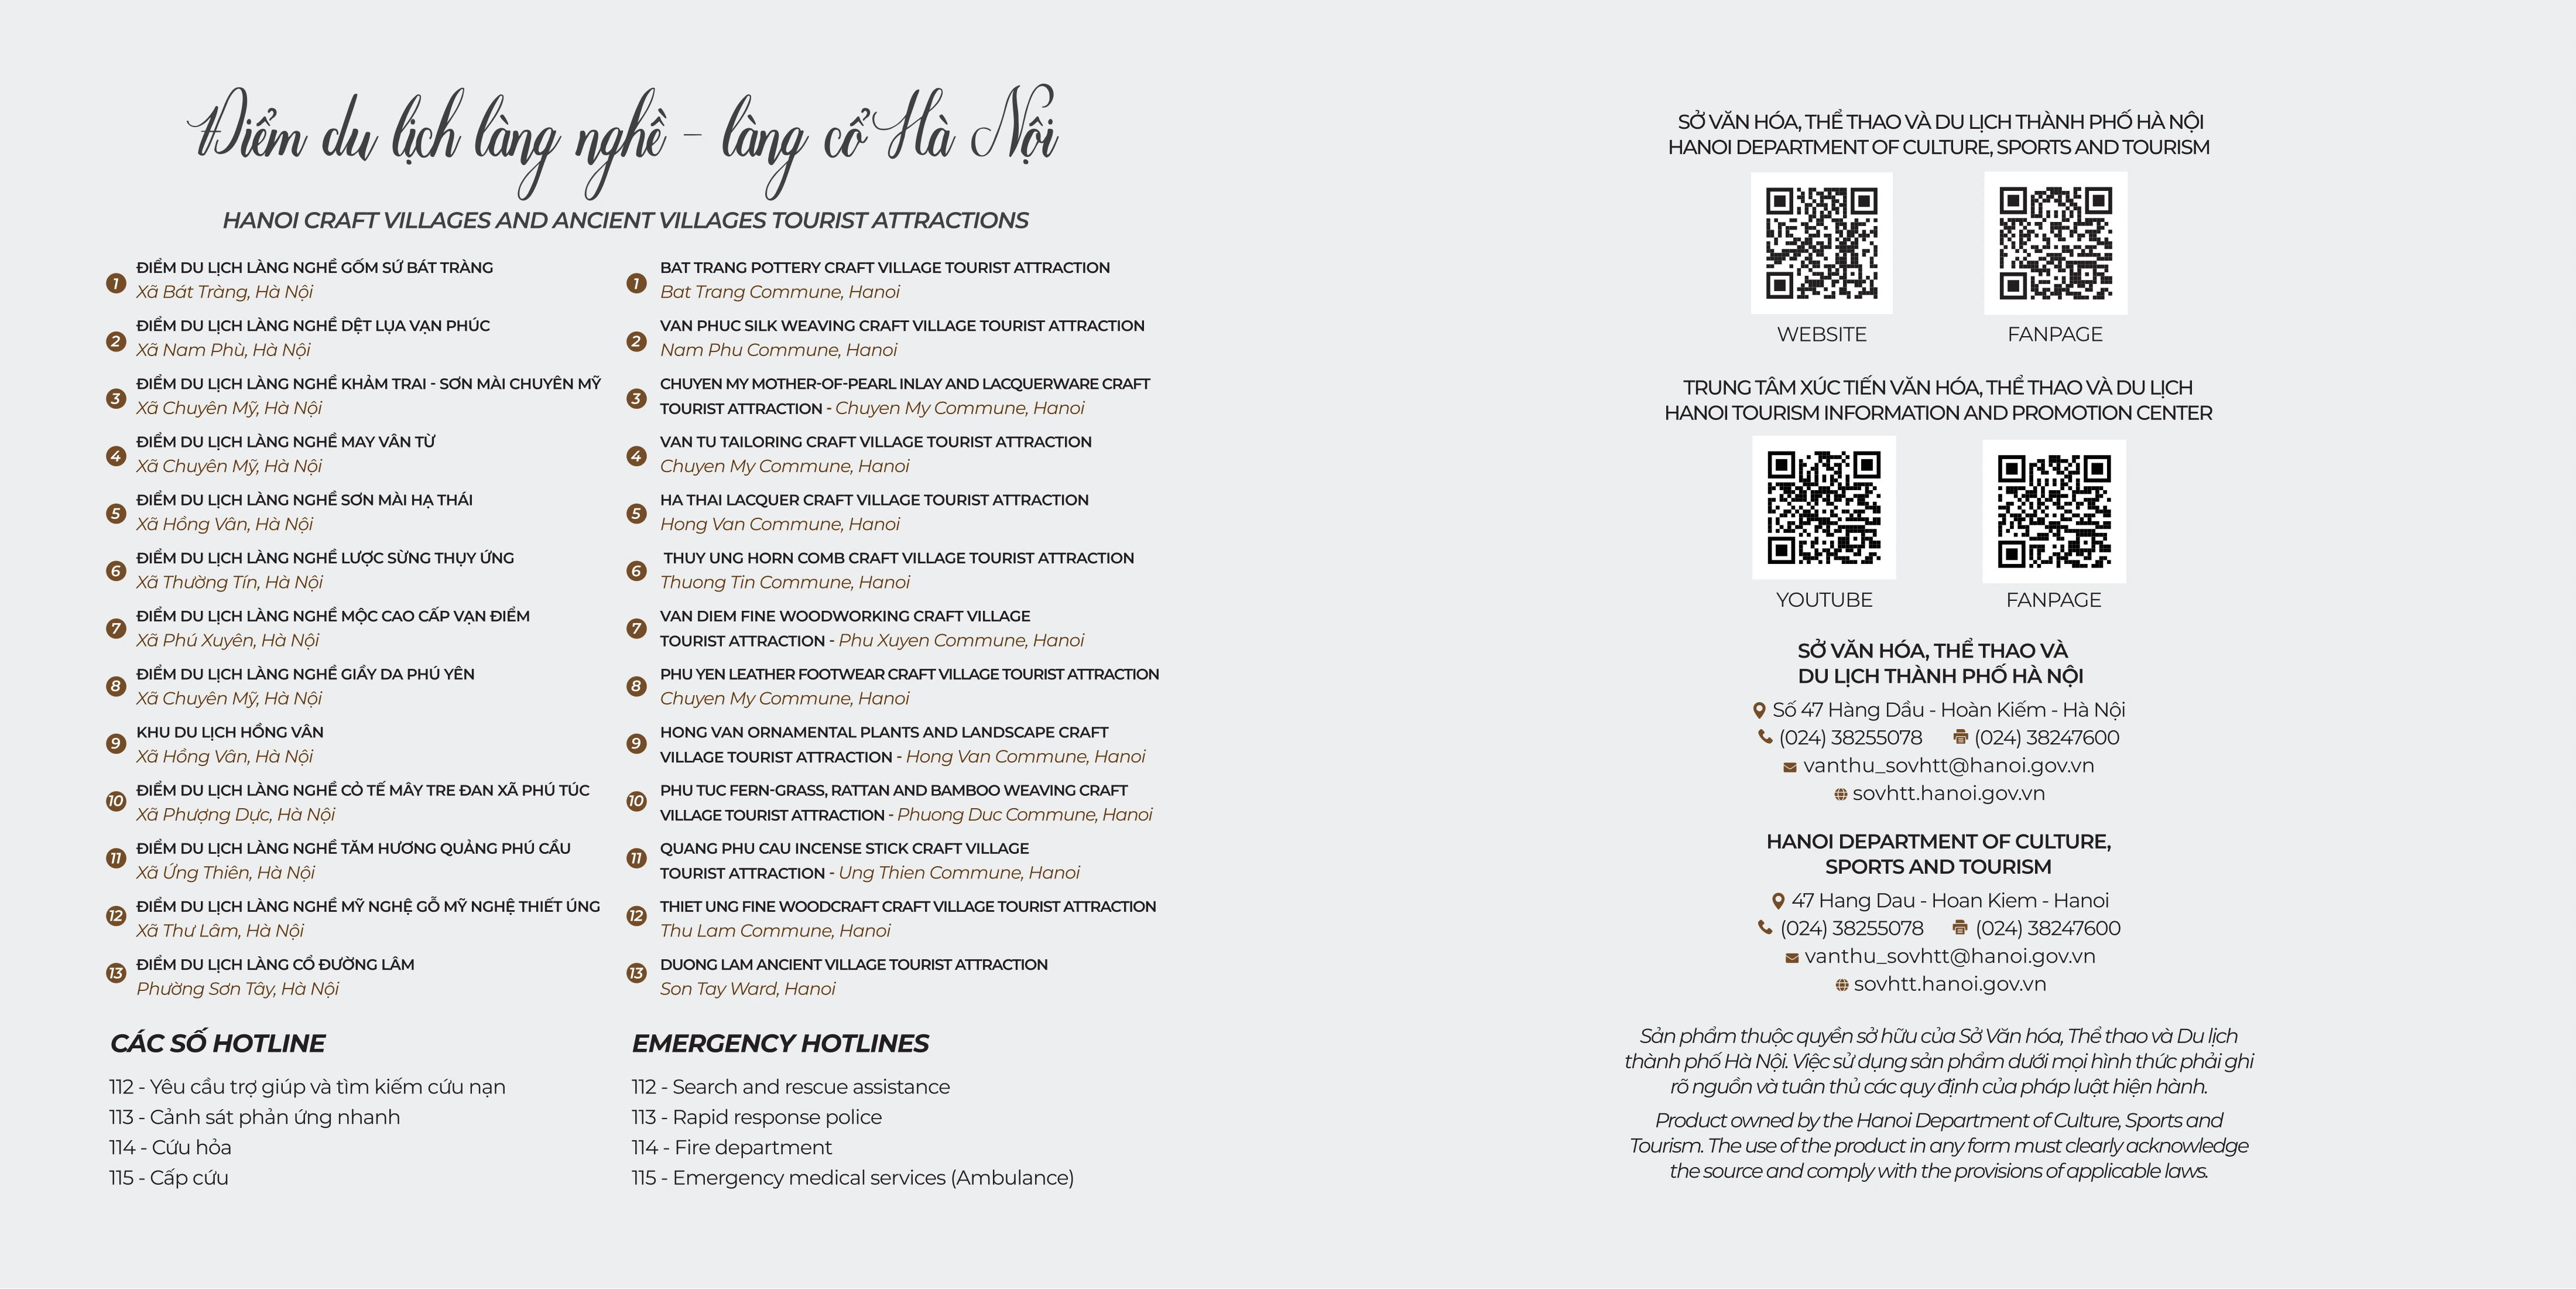 Điểm du lịch làng nghề - làng cổ Hà Nội
HANOI CRAFT VILLAGES AND ANCIENT VILLAGES TOURIST ATTRACTIONS
1 ĐIỂM DU LỊCH LÀNG NGHỀ GỐM SỨ BÁT TRÀNG
Xã Bát Tràng, Hà Nội
2 ĐIỂM DU LỊCH LÀNG NGHỀ DỆT LỤA VẠN PHÚC
Xã Nam Phù, Hà Nội
3 ĐIỂM DU LỊCH LÀNG NGHỀ KHẢM TRAI - SƠN MÀI CHUYÊN MỸ
Xã Chuyên Mỹ, Hà Nội
4 ĐIỂM DU LỊCH LÀNG NGHỀ MAY VÂN TỪ
Xã Chuyên Mỹ, Hà Nội
5 ĐIỂM DU LỊCH LÀNG NGHỀ SƠN MÀI HẠ THÁI
Xã Hồng Vân, Hà Nội
6 ĐIỂM DU LỊCH LÀNG NGHỀ LƯỢC SỪNG THỤY ỨNG
Xã Thường Tín, Hà Nội
7 ĐIỂM DU LỊCH LÀNG NGHỀ MỘC CAO CẤP VẠN ĐIỂM
Xã Phú Xuyên, Hà Nội
8 ĐIỂM DU LỊCH LÀNG NGHỀ GIẦY DA PHÚ YÊN
Xã Chuyên Mỹ, Hà Nội
9 KHU DU LỊCH HỒNG VÂN
Xã Hồng Vân, Hà Nội
10 ĐIỂM DU LỊCH LÀNG NGHỀ CỎ TẾ MÂY TRE ĐAN XÃ PHÚ TÚC
Xã Phượng Dực, Hà Nội
11 ĐIỂM DU LỊCH LÀNG NGHỀ TĂM HƯƠNG QUẢNG PHÚ CẦU
Xã Ứng Thiên, Hà Nội
12 ĐIỂM DU LỊCH LÀNG NGHỀ MỸ NGHỆ GỖ MỸ NGHỆ THIẾT ÚNG
Xã Thư Lâm, Hà Nội
13 ĐIỂM DU LỊCH LÀNG CỔ ĐƯỜNG LÂM
Phường Sơn Tây, Hà Nội
CÁC SỐ HOTLINE
112 - Yêu cầu trợ giúp và tìm kiếm cứu nạn
113 - Cảnh sát phản ứng nhanh
114 - Cứu hỏa
115 - Cấp cứu
1 BAT TRANG POTTERY CRAFT VILLAGE TOURIST ATTRACTION
Bat Trang Commune, Hanoi
2 VAN PHUC SILK WEAVING CRAFT VILLAGE TOURIST ATTRACTION
Nam Phu Commune, Hanoi
3 CHUYEN MY MOTHER-OF-PEARL INLAY AND LACQUERWARE CRAFT
TOURIST ATTRACTION - Chuyen My Commune, Hanoi
4 VAN TU TAILORING CRAFT VILLAGE TOURIST ATTRACTION
Chuyen My Commune, Hanoi
5 HA THAI LACQUER CRAFT VILLAGE TOURIST ATTRACTION
Hong Van Commune, Hanoi
6 THUY UNG HORN COMB CRAFT VILLAGE TOURIST ATTRACTION
Thuong Tin Commune, Hanoi
7 VAN DIEM FINE WOODWORKING CRAFT VILLAGE
TOURIST ATTRACTION - Phu Xuyen Commune, Hanoi
8 PHU YEN LEATHER FOOTWEAR CRAFT VILLAGE TOURIST ATTRACTION
Chuyen My Commune, Hanoi
9 HONG VAN ORNAMENTAL PLANTS AND LANDSCAPE CRAFT
VILLAGE TOURIST ATTRACTION - Hong Van Commune, Hanoi
10 PHU TUC FERN-GRASS, RATTAN AND BAMBOO WEAVING CRAFT
VILLAGE TOURIST ATTRACTION - Phuong Duc Commune, Hanoi
11 QUANG PHU CAU INCENSE STICK CRAFT VILLAGE
TOURIST ATTRACTION - Ung Thien Commune, Hanoi
12 THIET UNG FINE WOODCRAFT CRAFT VILLAGE TOURIST ATTRACTION
Thu Lam Commune, Hanoi
13 DUONG LAM ANCIENT VILLAGE TOURIST ATTRACTION
Son Tay Ward, Hanoi
EMERGENCY HOTLINES
112 - Search and rescue assistance
113 - Rapid response police
114 - Fire department
115 - Emergency medical services (Ambulance)
SỞ VĂN HÓA, THỂ THAO VÀ DU LỊCH THÀNH PHỐ HÀ NỘI
HANOI DEPARTMENT OF CULTURE, SPORTS AND TOURISM
WEBSITE FANPAGE
TRUNG TÂM XÚC TIẾN VĂN HÓA, THỂ THAO VÀ DU LỊCH
HANOI TOURISM INFORMATION AND PROMOTION CENTER
YOUTUBE FANPAGE
SỞ VĂN HÓA, THỂ THAO VÀ
DU LỊCH THÀNH PHỐ HÀ NỘI
Số 47 Hàng Dầu - Hoàn Kiếm - Hà Nội
(024) 38255078 (024) 38247600
vanthu_sovhtt@hanoi.gov.vn
sovhtt.hanoi.gov.vn
HANOI DEPARTMENT OF CULTURE,
SPORTS AND TOURISM
47 Hang Dau - Hoan Kiem - Hanoi
(024) 38255078 (024) 38247600
vanthu_sovhtt@hanoi.gov.vn
sovhtt.hanoi.gov.vn
Sản phẩm thuộc quyền sở hữu của Sở Văn hóa, Thể thao và Du lịch
thành phố Hà Nội. Việc sử dụng sản phẩm dưới mọi hình thức phải ghi
rõ nguồn và tuân thủ các quy định của pháp luật hiện hành.
Product owned by the Hanoi Department of Culture, Sports and
Tourism. The use of the product in any form must clearly acknowledge
the source and comply with the provisions of applicable laws.